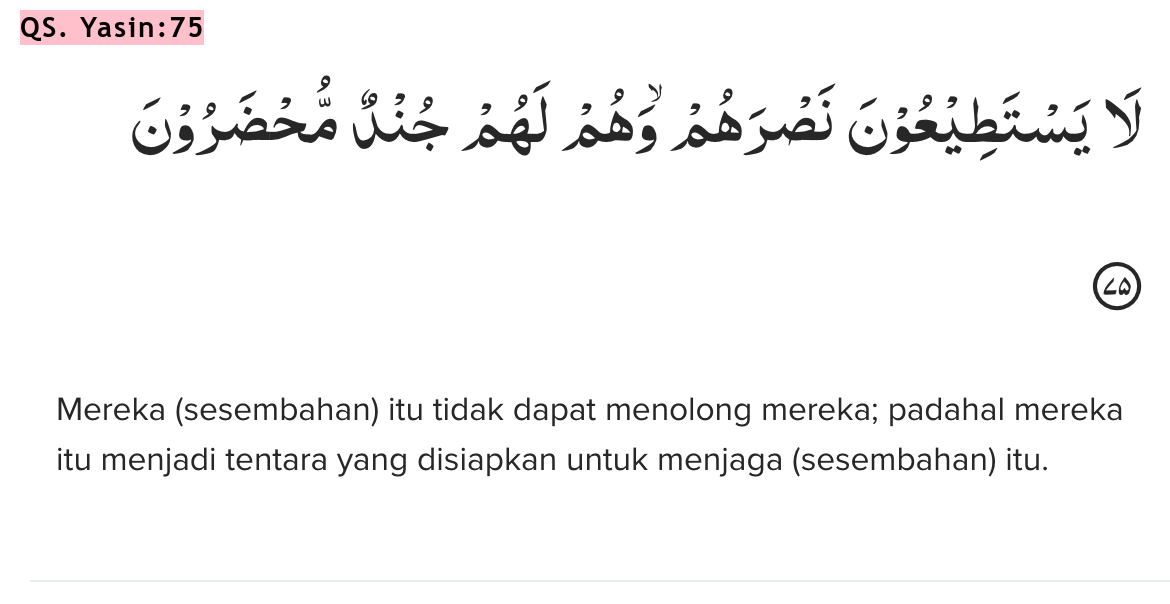 QS. Yasin:75
لَا يَسْتَطِيْعُوْنَ نَصْرَهُمْ وَهُمْۙ لَهُمْ جُنْدٌ مُّحْضَرُوْنَ
٧٥
Mereka (sesembahan) itu tidak dapat menolong mereka; padahal mereka
itu menjadi tentara yang disiapkan untuk menjaga (sesembahan) itu.